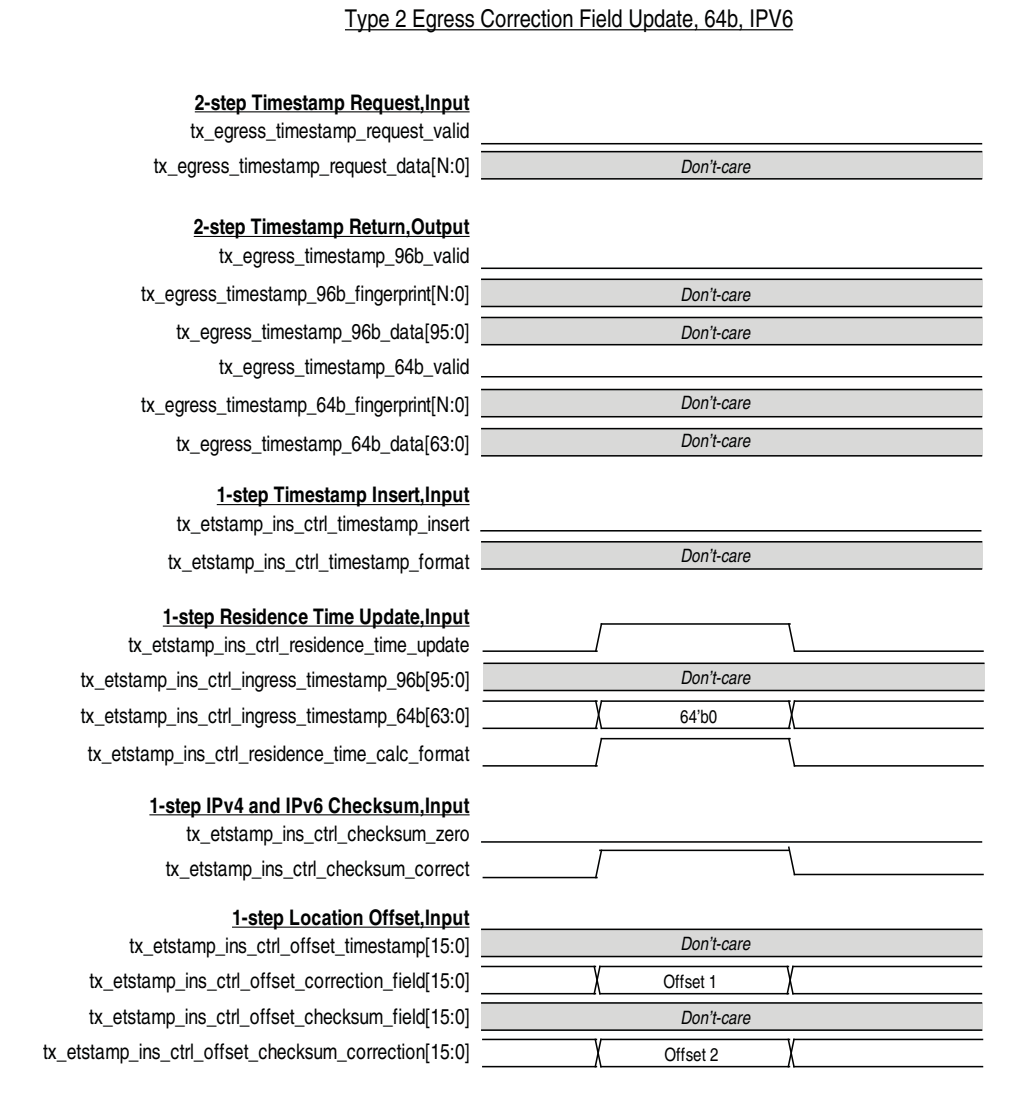 Type 2 Egress Correction Field Update, 64b, IPV6
2-step Timestamp Request,Input
tx_egress_timestamp_request_valid
tx_egress_timestamp_request_data[N:0] Don't-care
2-step Timestamp Return,Output
tx_egress_timestamp_96b_valid
tx_egress_timestamp_96b_fingerprint[N:0] Don't-care
tx_egress_timestamp_96b_data[95:0] Don't-care
tx_egress_timestamp_64b_valid
tx_egress_timestamp_64b_fingerprint[N:0] Don't-care
tx_egress_timestamp_64b_data[63:0] Don't-care
1-step Timestamp Insert,Input
tx_etstamp_ins_ctrl_timestamp_insert
tx_etstamp_ins_ctrl_timestamp_format Don't-care
1-step Residence Time Update,Input
tx_etstamp_ins_ctrl_residence_time_update
tx_etstamp_ins_ctrl_ingress_timestamp_96b[95:0] Don't-care
tx_etstamp_ins_ctrl_ingress_timestamp_64b[63:0] 64'b0
tx_etstamp_ins_ctrl_residence_time_calc_format
1-step IPv4 and IPv6 Checksum,Input
tx_etstamp_ins_ctrl_checksum_zero
tx_etstamp_ins_ctrl_checksum_correct
1-step Location Offset,Input
tx_etstamp_ins_ctrl_offset_timestamp[15:0] Don't-care
tx_etstamp_ins_ctrl_offset_correction_field[15:0] Offset 1
tx_etstamp_ins_ctrl_offset_checksum_field[15:0] Don't-care
tx_etstamp_ins_ctrl_offset_checksum_correction[15:0] Offset 2